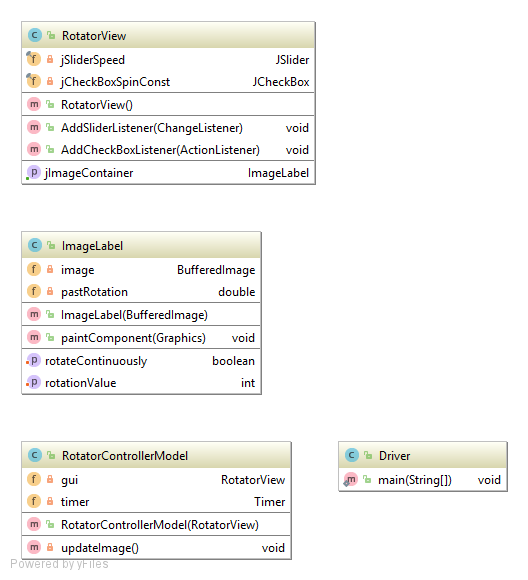 C RotatorView
f jSliderSpeed JSlider
f jCheckBoxSpinConst JCheckBox
m RotatorView()
m AddSliderListener(ChangeListener) void
m AddCheckBoxListener(ActionListener) void
p jImageContainer ImageLabel
C ImageLabel
f image BufferedImage
f pastRotation double
m ImageLabel(BufferedImage)
m paintComponent(Graphics) void
p rotateContinuously boolean
p rotationValue int
C RotatorControllerModel
f gui RotatorView
f timer Timer
m RotatorControllerModel(RotatorView)
m updateImage() void
C Driver
m main(String[]) void
Powered by yFiles